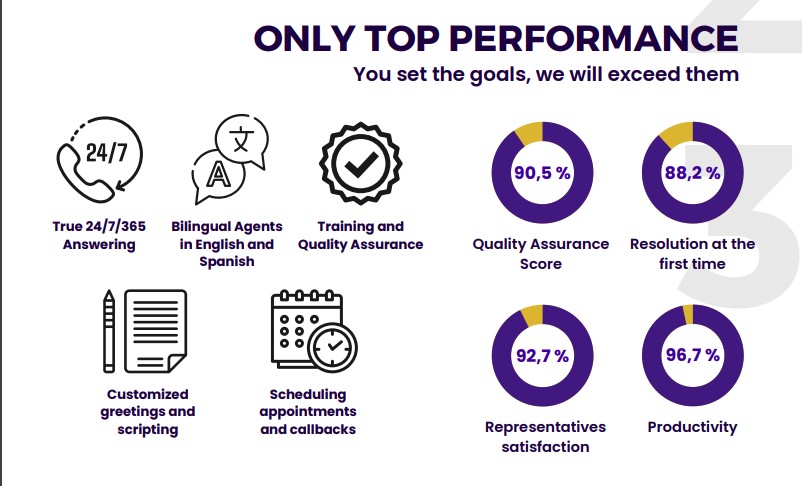 ONLY TOP PERFORMANCE
You set the goals, we will exceed them
24/7
文
A
True 24/7/365
Answering
Bilingual Agents
in English and
Spanish
Training and
Quality Assurance
Customized
greetings and
scripting
Scheduling
appointments
and callbacks
90,5 %
Quality Assurance
Score
88,2 %
Resolution at the
first time
92,7 %
Representatives
satisfaction
96,7 %
Productivity
2
3